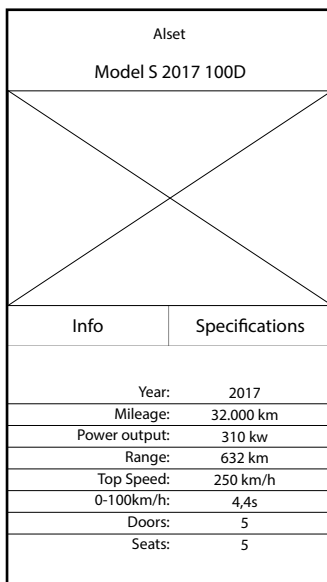 Alset
Model S 2017 100D
Info Specifications
Year: 2017
Mileage: 32.000 km
Power output: 310 kw
Range: 632 km
Top Speed: 250 km/h
0-100km/h: 4,4s
Doors: 5
Seats: 5